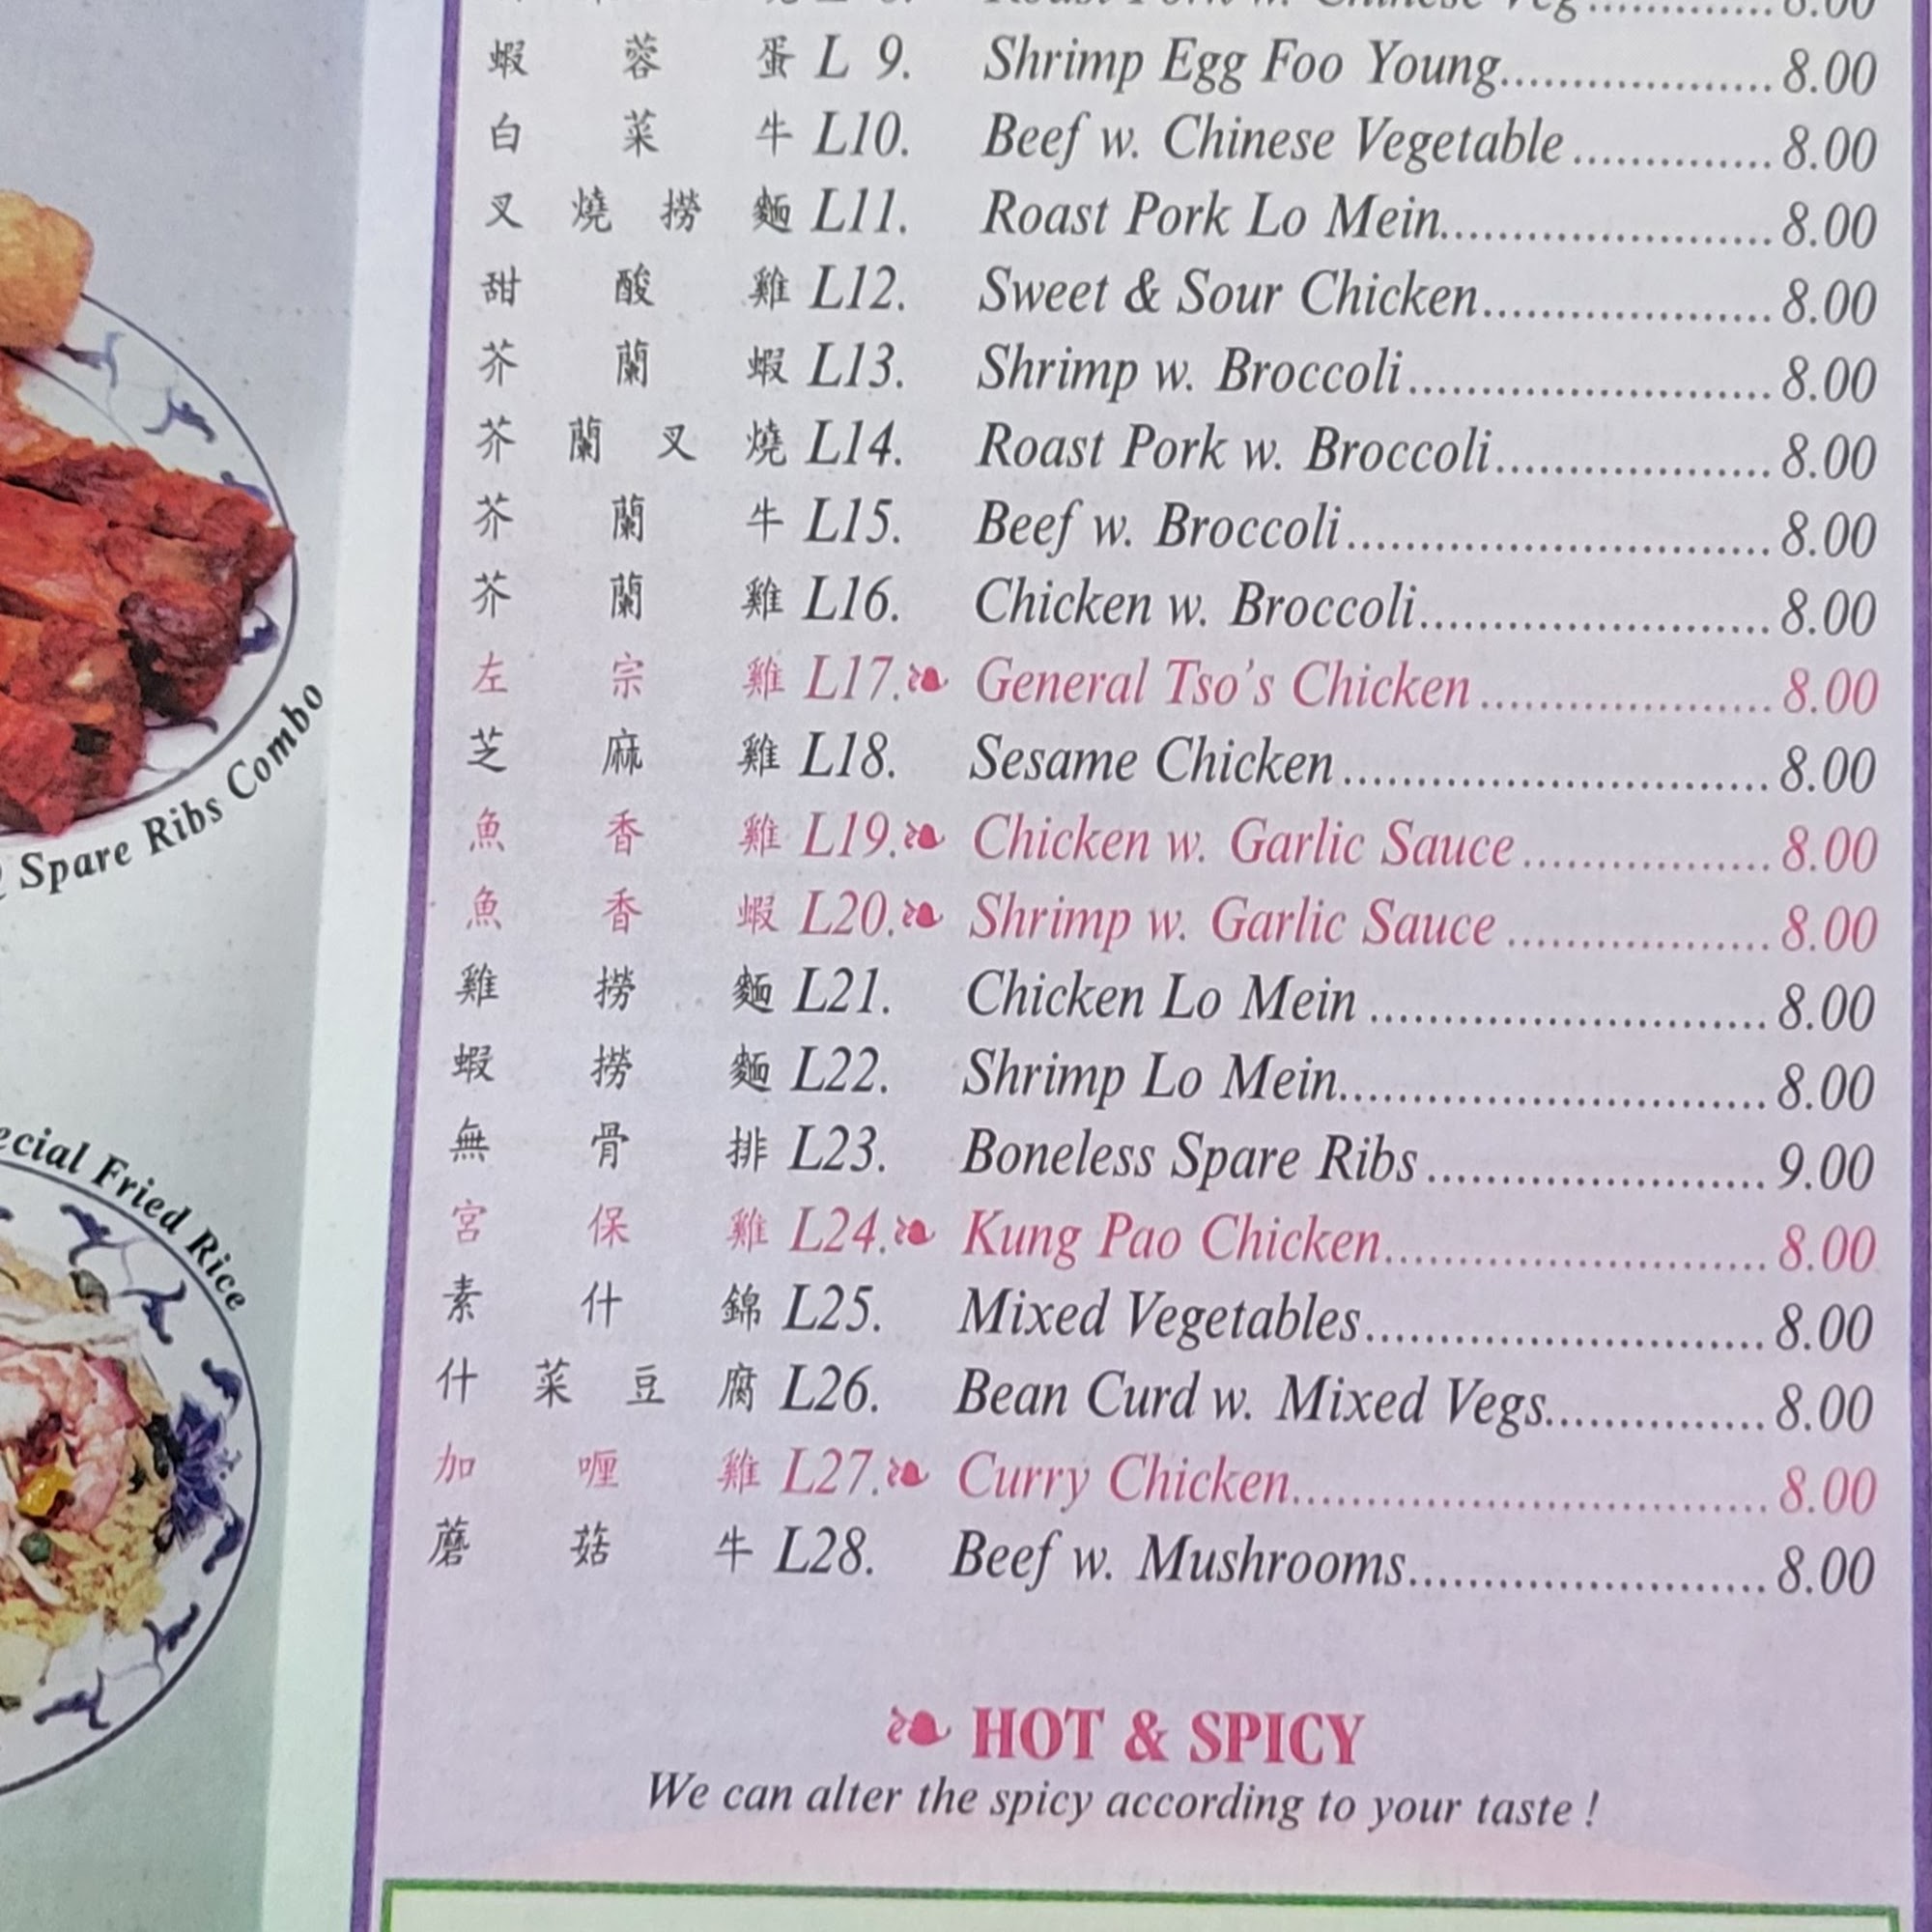 Roast Pork w. Chinese Veg..............8.00
蝦蓉蛋 L 9. Shrimp Egg Foo Young...................8.00
白菜牛 L10. Beef w. Chinese Vegetable..............8.00
叉燒撈麵 L11. Roast Pork Lo Mein.......................8.00
甜酸雞 L12. Sweet & Sour Chicken....................8.00
芥蘭蝦 L13. Shrimp w. Broccoli.........................8.00
芥蘭叉燒 L14. Roast Pork w. Broccoli...................8.00
芥蘭牛 L15. Beef w. Broccoli.............................8.00
芥蘭雞 L16. Chicken w. Broccoli........................8.00
左宗雞 L17. General Tso's Chicken....................8.00
芝麻雞 L18. Sesame Chicken.............................8.00
魚香雞 L19. Chicken w. Garlic Sauce.................8.00
魚香蝦 L20. Shrimp w. Garlic Sauce..................8.00
雞撈麵 L21. Chicken Lo Mein...........................8.00
蝦撈麵 L22. Shrimp Lo Mein.............................8.00
無骨排 L23. Boneless Spare Ribs.......................9.00
宮保雞 L24. Kung Pao Chicken..........................8.00
素什錦 L25. Mixed Vegetables...........................8.00
什菜豆腐 L26. Bean Curd w. Mixed Vegs...............8.00
加喱雞 L27. Curry Chicken................................8.00
蘑菇牛 L28. Beef w. Mushrooms........................8.00
HOT & SPICY
We can alter the spicy according to your taste !
Spare Ribs Combo
Fried Rice